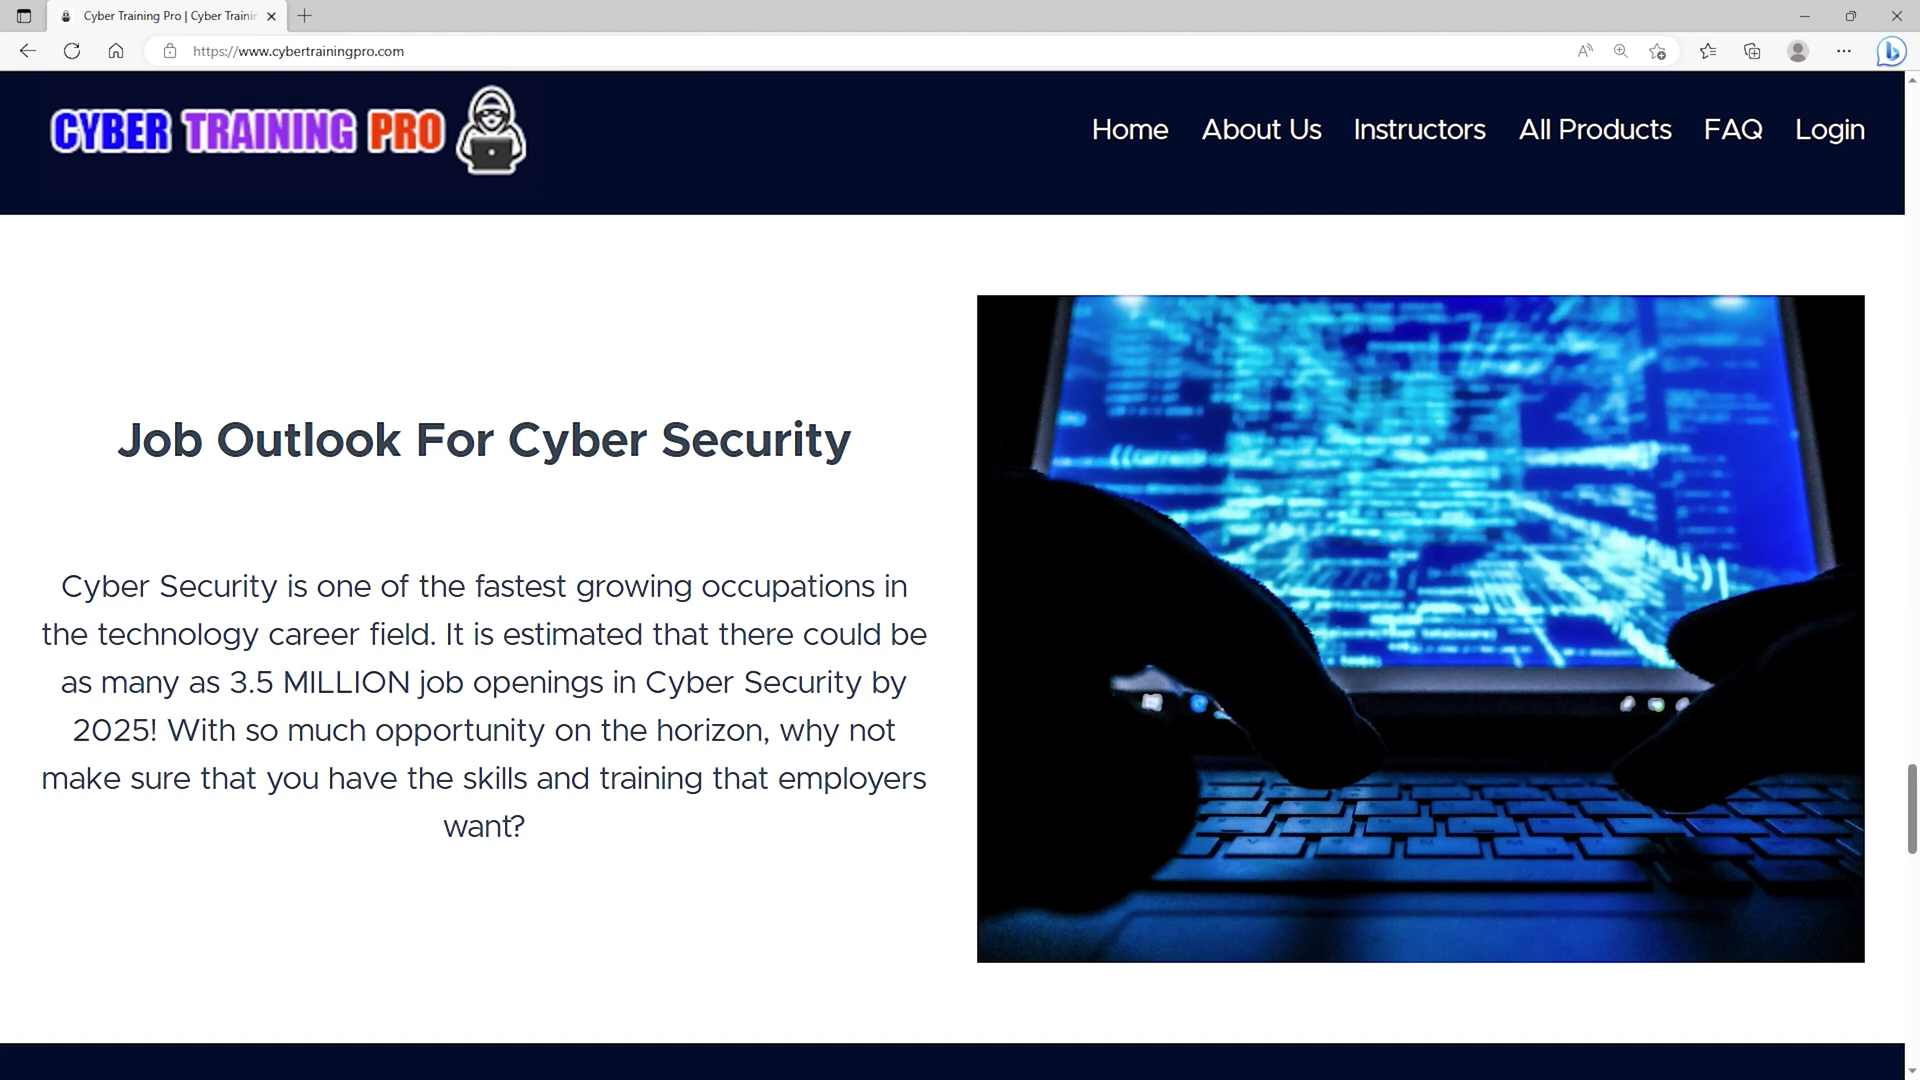 Cyber Training Pro | Cyber Trainin
https://www.cybertrainingpro.com
CYBER TRAINING PRO
Home About Us Instructors All Products FAQ Login
Job Outlook For Cyber Security
Cyber Security is one of the fastest growing occupations in
the technology career field. It is estimated that there could be
as many as 3.5 MILLION job openings in Cyber Security by
2025! With so much opportunity on the horizon, why not
make sure that you have the skills and training that employers
want?